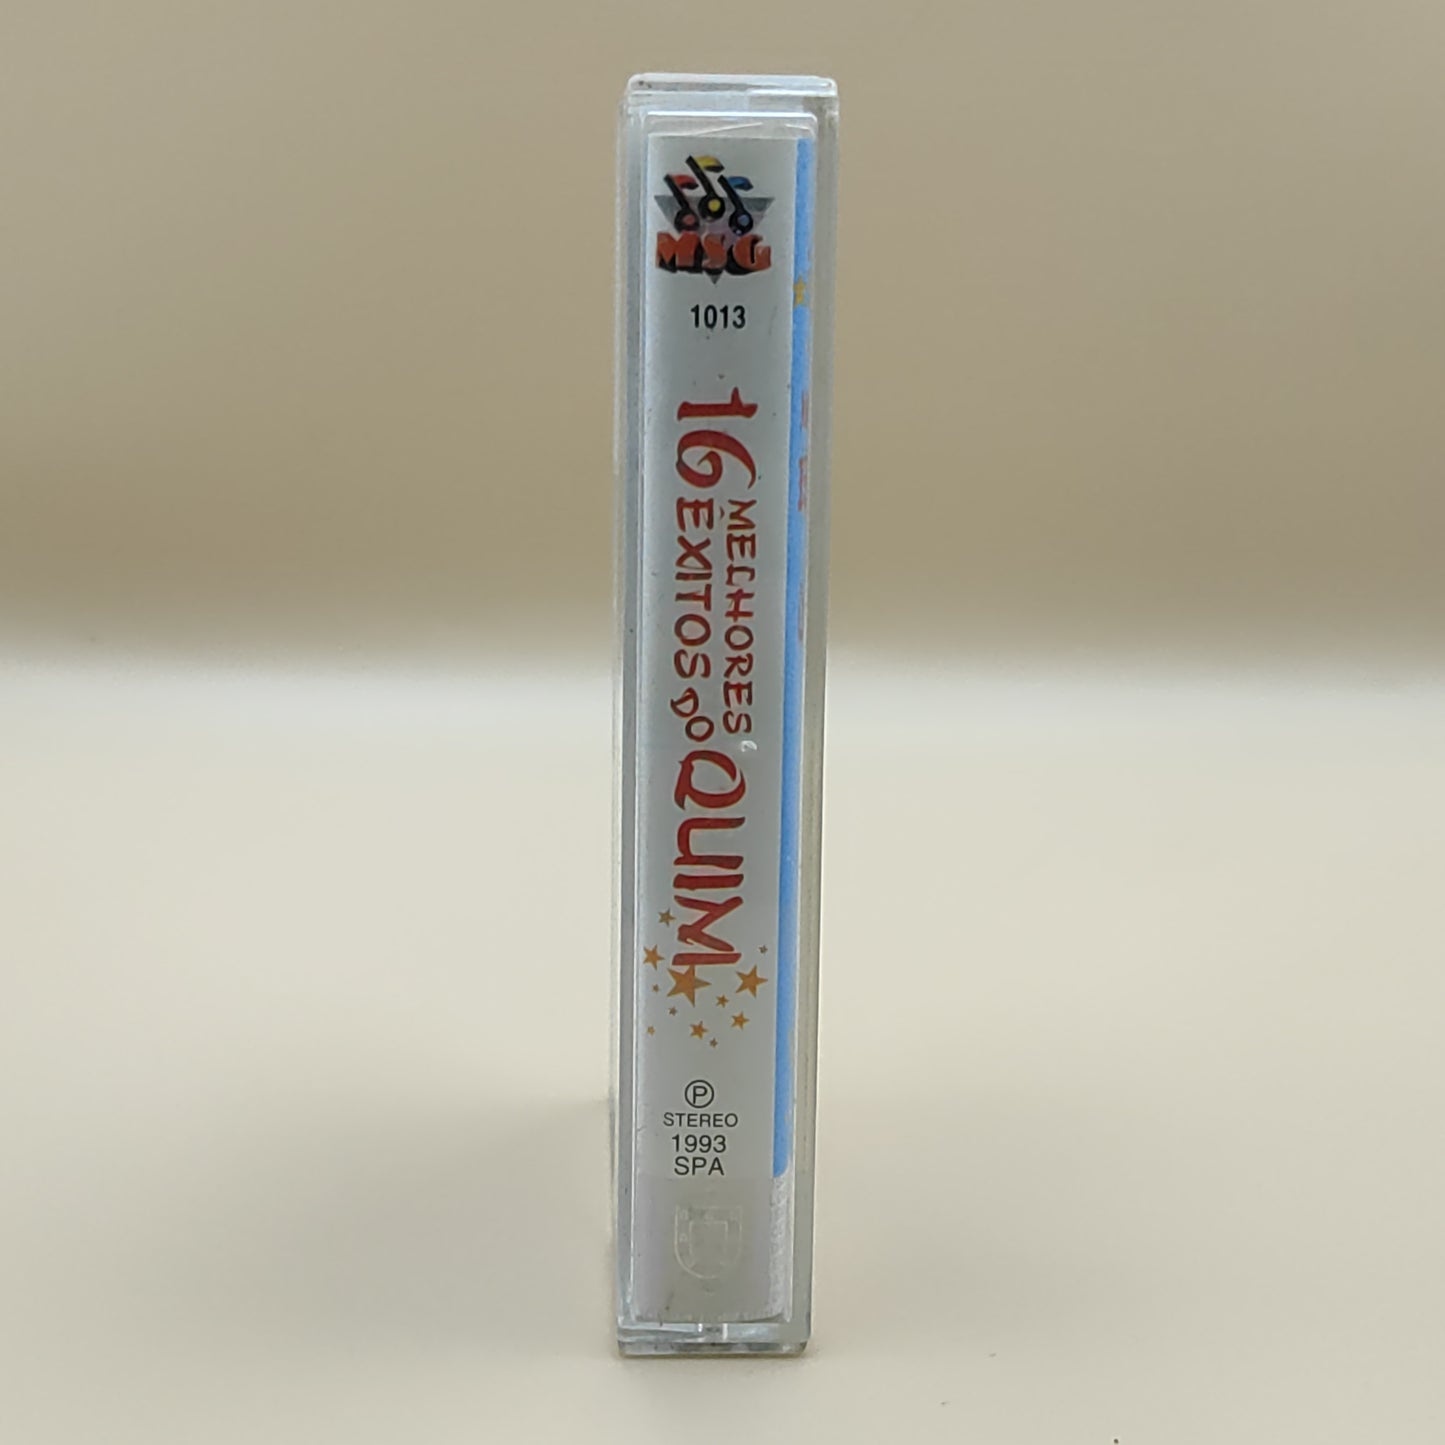 MSG
1013
16 MELHORES
ÊXITOS DO QUIM
Ⓟ
STEREO
1993
SPA